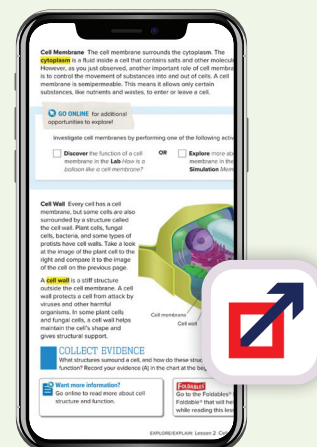 Cell Membrane The cell membrane surrounds the cytoplasm. The
cytoplasm is a fluid inside a cell that contains salts and other
However, as you just observed, another important role of cell
is to control the movement of substances into and out of cells. A cell
membrane is semipermeable. This means it allows only certain
substances, like nutrients and wastes, to enter or leave a cell.
GO ONLINE for additional
opportunities to explore!
Investigate cell membranes by performing one of the following
Discover the function of a cell
membrane in the Lab How is a
balloon like a cell membrane?
OR
Explore more
membrane in the
Simulation
Cell Wall Every cell has a cell
membrane, but some cells are also
surrounded by a structure called
the cell wall. Plant cells, fungal
cells, bacteria, and some types of
protists have cell walls. Take a look
at the image of the plant cell to the
right and compare it to the image
of the cell on the previous page.
A cell wall is a stiff structure
outside the cell membrane. A cell
wall protects a cell from attack by
viruses and other harmful
organisms. In some plant cells
and fungal cells, a cell wall helps
maintain the cell's shape and
gives structural support.
Cell membrane
Cell wall
COLLECT EVIDENCE
What structures surround a cell, and how do these
function? Record your evidence (A) in the chart at the
Want more information?
Go online to read more about cell
structure and function.
FOLDABLES
Go to the Foldables®
Foldable® that will
while reading this
EXPLORE/EXPLAIN Lesson 2